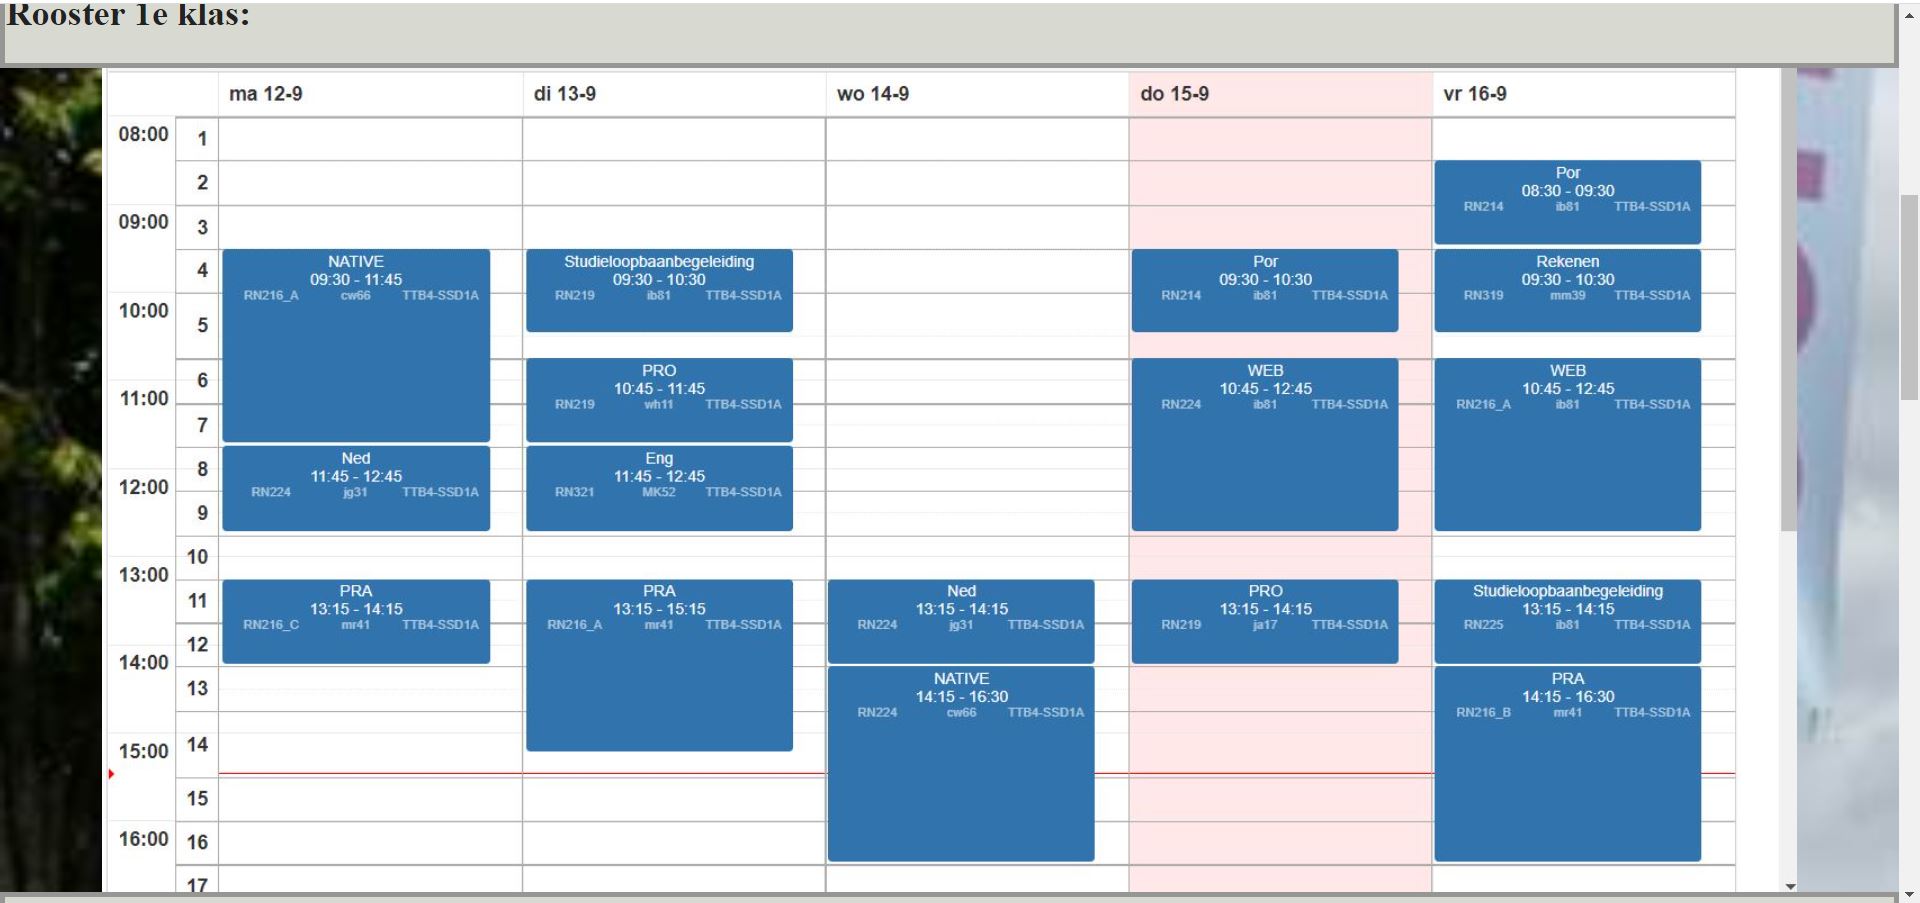 Rooster 1e klas:
ma 12-9 di 13-9 wo 14-9 do 15-9 vr 16-9
08:00
09:00
10:00
11:00
12:00
13:00
14:00
15:00
16:00
1
2
3
4
5
6
7
8
9
10
11
12
13
14
15
16
17
NATIVE
09:30 - 11:45
RN216_A cw66 TTB4-SSD1A
Ned
11:45 - 12:45
RN224 jg31 TTB4-SSD1A
PRA
13:15 - 14:15
RN216_C mr41 TTB4-SSD1A
Studieloopbaanbegeleiding
09:30 - 10:30
RN219 ib81 TTB4-SSD1A
PRO
10:45 - 11:45
RN219 wh11 TTB4-SSD1A
Eng
11:45 - 12:45
RN321 MK52 TTB4-SSD1A
PRA
13:15 - 15:15
RN216_A mr41 TTB4-SSD1A
Ned
13:15 - 14:15
RN224 jg31 TTB4-SSD1A
NATIVE
14:15 - 16:30
RN224 cw66 TTB4-SSD1A
Por
09:30 - 10:30
RN214 ib81 TTB4-SSD1A
WEB
10:45 - 12:45
RN224 ib81 TTB4-SSD1A
PRO
13:15 - 14:15
RN219 ja17 TTB4-SSD1A
Por
08:30 - 09:30
RN214 ib81 TTB4-SSD1A
Rekenen
09:30 - 10:30
RN319 mm39 TTB4-SSD1A
WEB
10:45 - 12:45
RN216_A ib81 TTB4-SSD1A
Studieloopbaanbegeleiding
13:15 - 14:15
RN225 ib81 TTB4-SSD1A
PRA
14:15 - 16:30
RN216_B mr41 TTB4-SSD1A